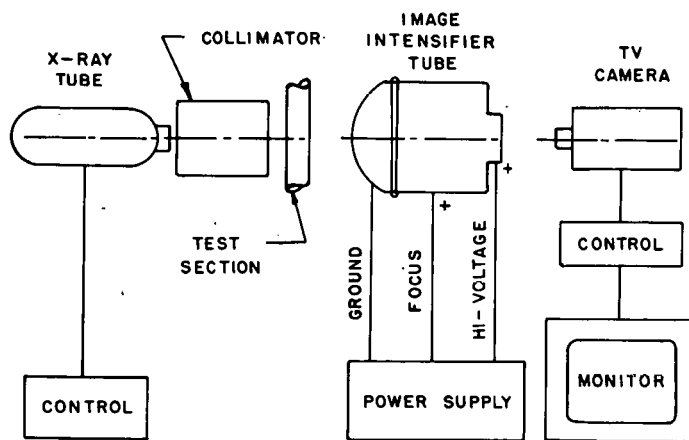 X-RAY
TUBE
COLLIMATOR
IMAGE
INTENSIFIER
TUBE
TV
CAMERA
+
+
TEST
SECTION
GROUND
FOCUS
HI-VOLTAGE
CONTROL
CONTROL
POWER SUPPLY
MONITOR